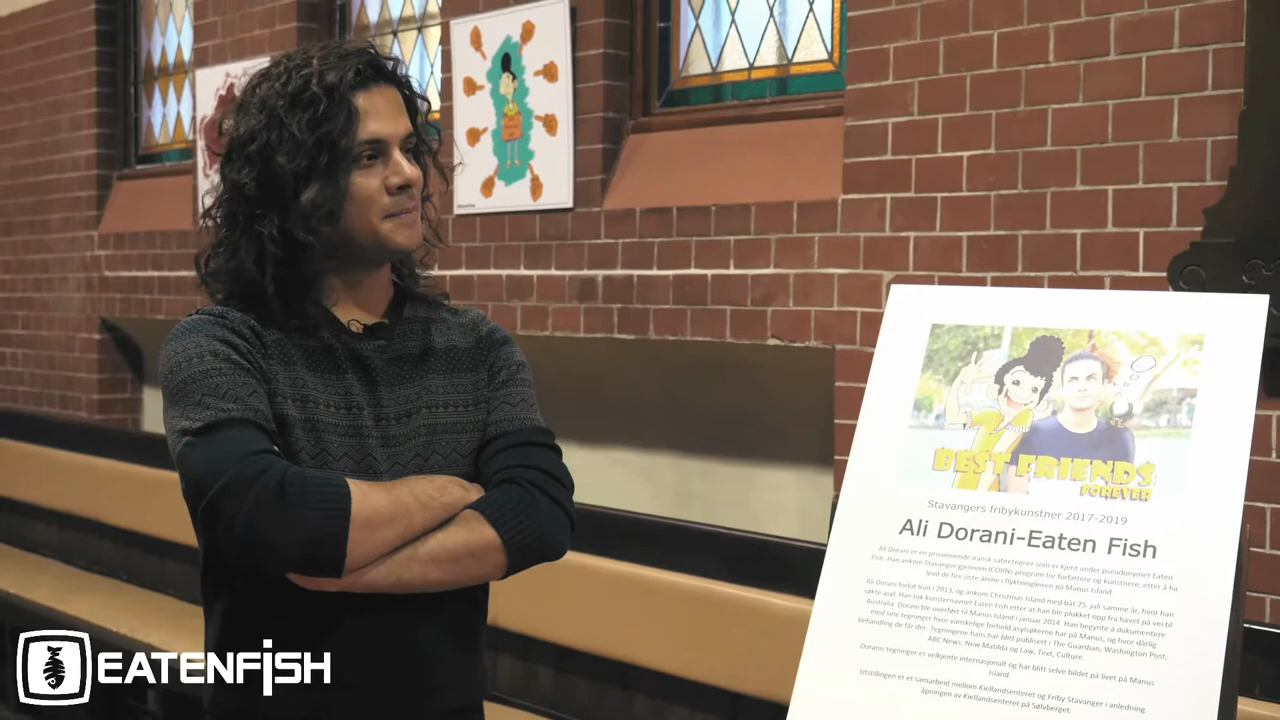 BEST FRIENDS
FOREVER
Stavangers fribykunstner 2017-2019
Ali Dorani-Eaten Fish
Ali Dorani er en prisvinnende iransk satiretegner som er kjent under pseudonymet Eaten
Fish. Han ankom Stavanger gjennom ICORNs program for forfattere og kunstnere, etter å ha
levd de fire siste årene i flyktningleiren på Manus Island
Ali Dorani forlot Iran i 2013, og ankom Christmas Island med båt 25. juli samme år, hvor han
søkte asyl. Han tok kunstnernavnet Eaten Fish etter at han ble plukket opp fra havet på vei til
Australia. Dorani ble overført til Manus Island i januar 2014. Han begynte å dokumentere
med sine tegninger hvor vanskelige forhold asylsøkerne har på Manus, og hvor dårlig
behandling de får der. Tegningene hans har blitt publisert i The Guardian, Washington Post,
ABC News, New Matilda og Law, Text, Culture.
Doranis tegninger er velkjente internasjonalt og har blitt selve bildet på livet på Manus
Island.
Utstillingen er et samarbeid mellom Kiellandsenteret og Friby Stavanger i anledning
åpningen av Kiellandsenteret på Sølvberget.
EATENFISH